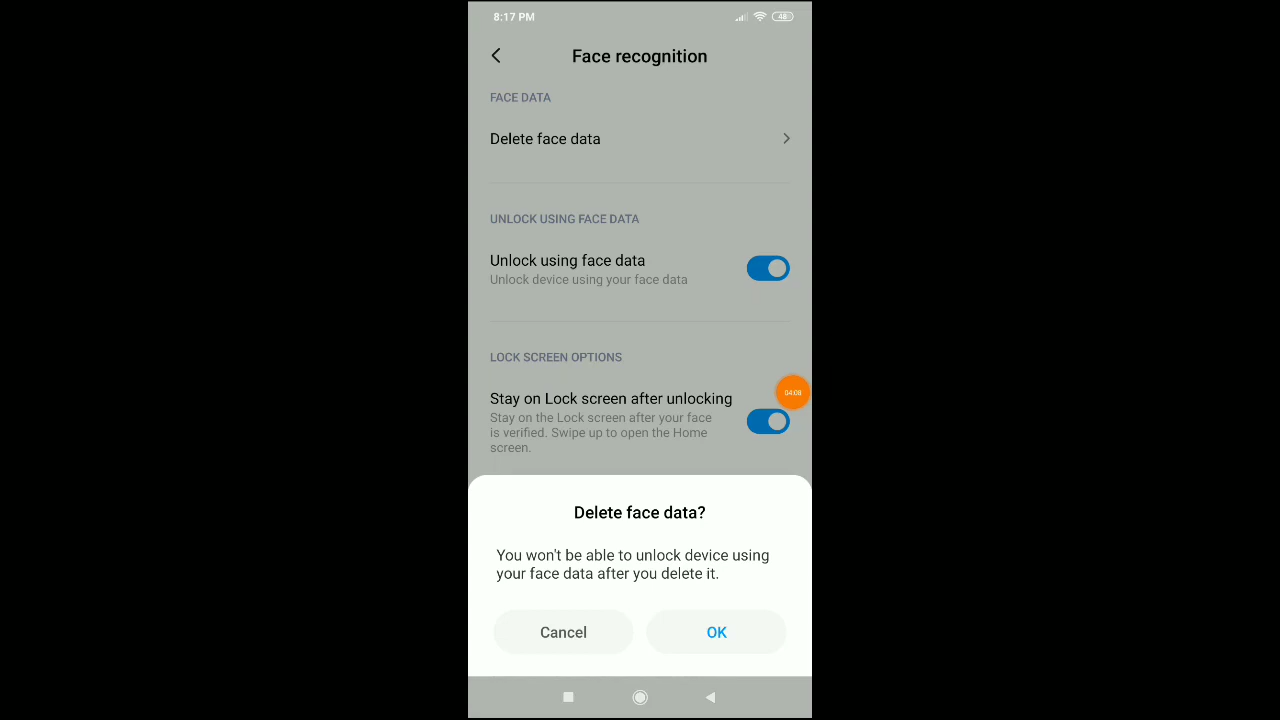 8:17 PM
48
Face recognition
FACE DATA
Delete face data
UNLOCK USING FACE DATA
Unlock using face data
Unlock device using your face data
LOCK SCREEN OPTIONS
Stay on Lock screen after unlocking
Stay on the Lock screen after your face
is verified. Swipe up to open the Home
screen.
04:08
Delete face data?
You won't be able to unlock device using
your face data after you delete it.
Cancel
OK